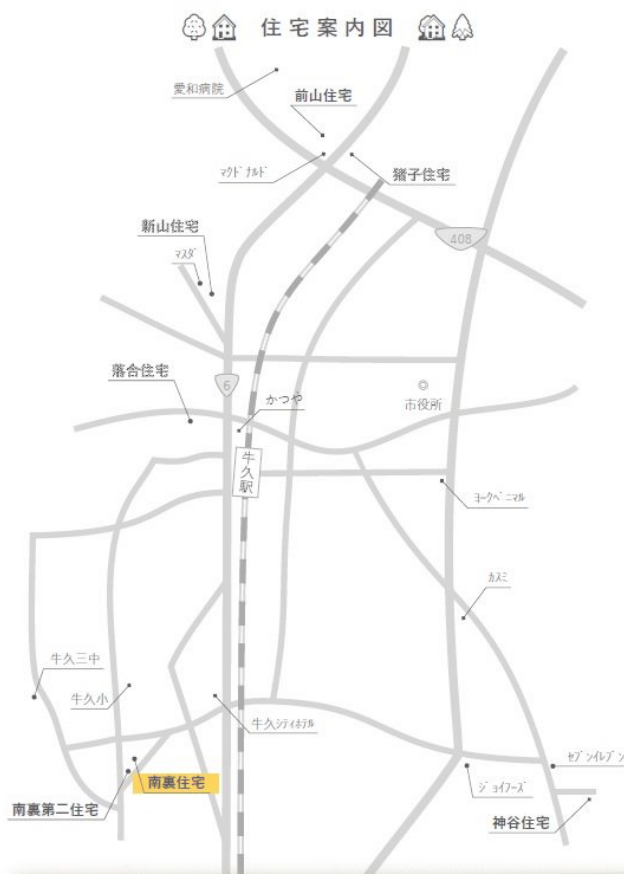 住宅案内図
愛和病院
前山住宅
マクドナルド
猪子住宅
408
新山住宅
マスダ
落合住宅
6
かつや
市役所
牛久駅
ヨークベニマル
カスミ
牛久三中
牛久小
牛久シティホテル
セブンイレブン
南裏住宅
ジョイフーズ
南裏第二住宅
神谷住宅